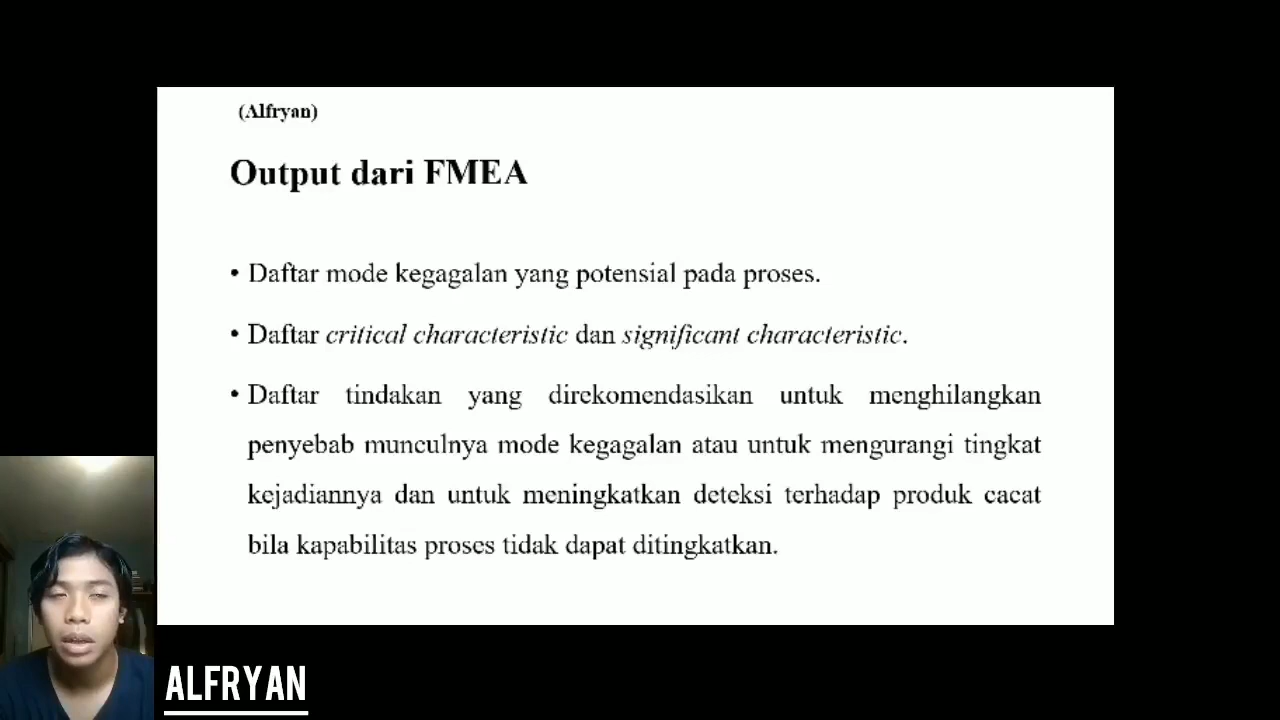 (Alfryan)
Output dari FMEA
• Daftar mode kegagalan yang potensial pada proses.
• Daftar critical characteristic dan significant characteristic.
• Daftar tindakan yang direkomendasikan untuk menghilangkan
penyebab munculnya mode kegagalan atau untuk mengurangi tingkat
kejadiannya dan untuk meningkatkan deteksi terhadap produk cacat
bila kapabilitas proses tidak dapat ditingkatkan.
ALFRYAN